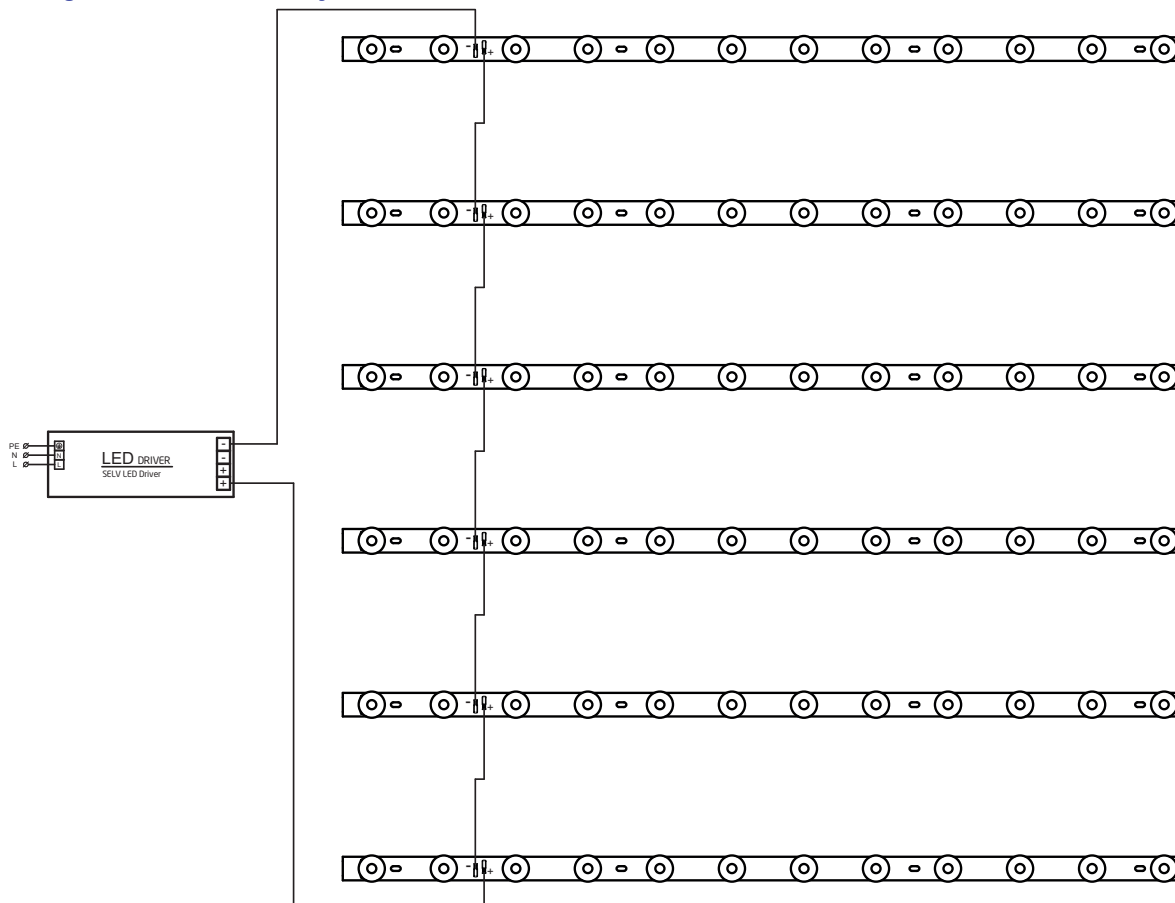 - +
- +
- +
PE
N
L
N
L
LED DRIVER
SELV LED Driver
-
-
+
+
- +
- +
- +